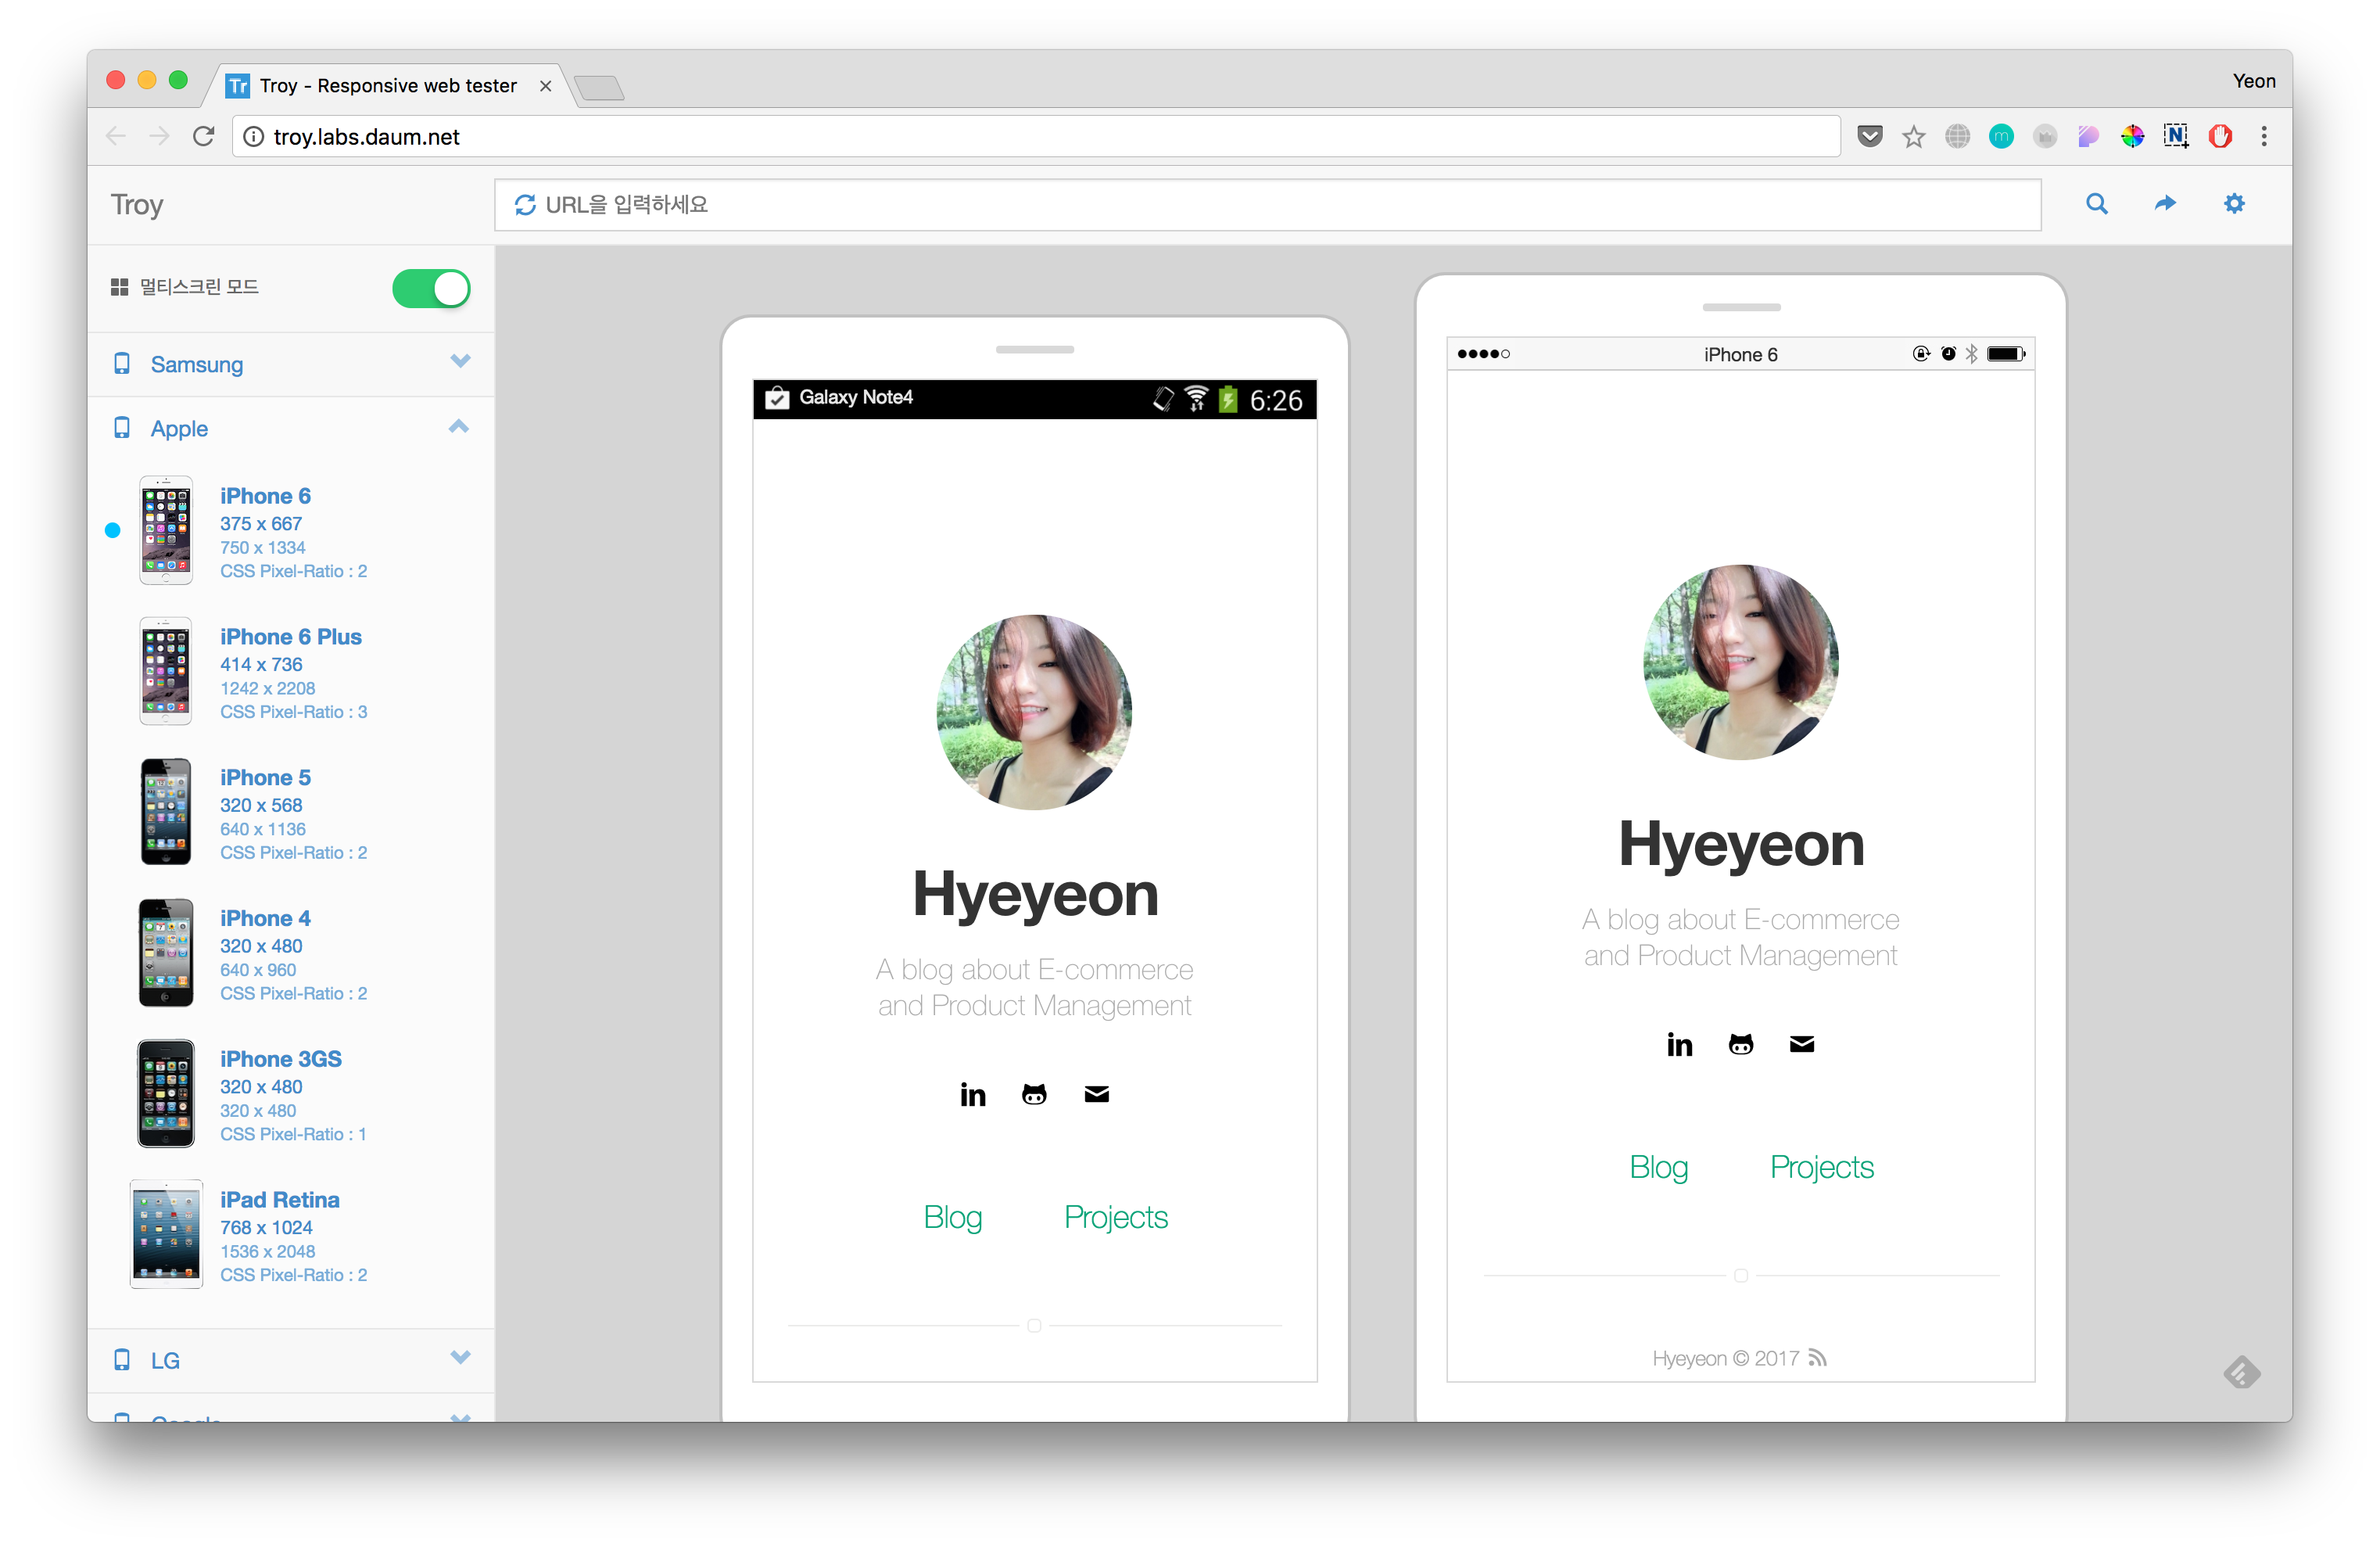 Tr Troy - Responsive web tester
Yeon
troy.labs.daum.net
Troy
URL을 입력하세요
멀티스크린 모드
Samsung
Apple
iPhone 6
375 x 667
750 x 1334
CSS Pixel-Ratio : 2
iPhone 6 Plus
414 x 736
1242 x 2208
CSS Pixel-Ratio : 3
iPhone 5
320 x 568
640 x 1136
CSS Pixel-Ratio : 2
iPhone 4
320 x 480
640 x 960
CSS Pixel-Ratio : 2
iPhone 3GS
320 x 480
320 x 480
CSS Pixel-Ratio : 1
iPad Retina
768 x 1024
1536 x 2048
CSS Pixel-Ratio : 2
LG
Google
Galaxy Note4
6:26
Hyeyeon
A blog about E-commerce
and Product Management
in
Blog Projects
iPhone 6
Hyeyeon
A blog about E-commerce
and Product Management
in
Blog Projects
Hyeyeon © 2017